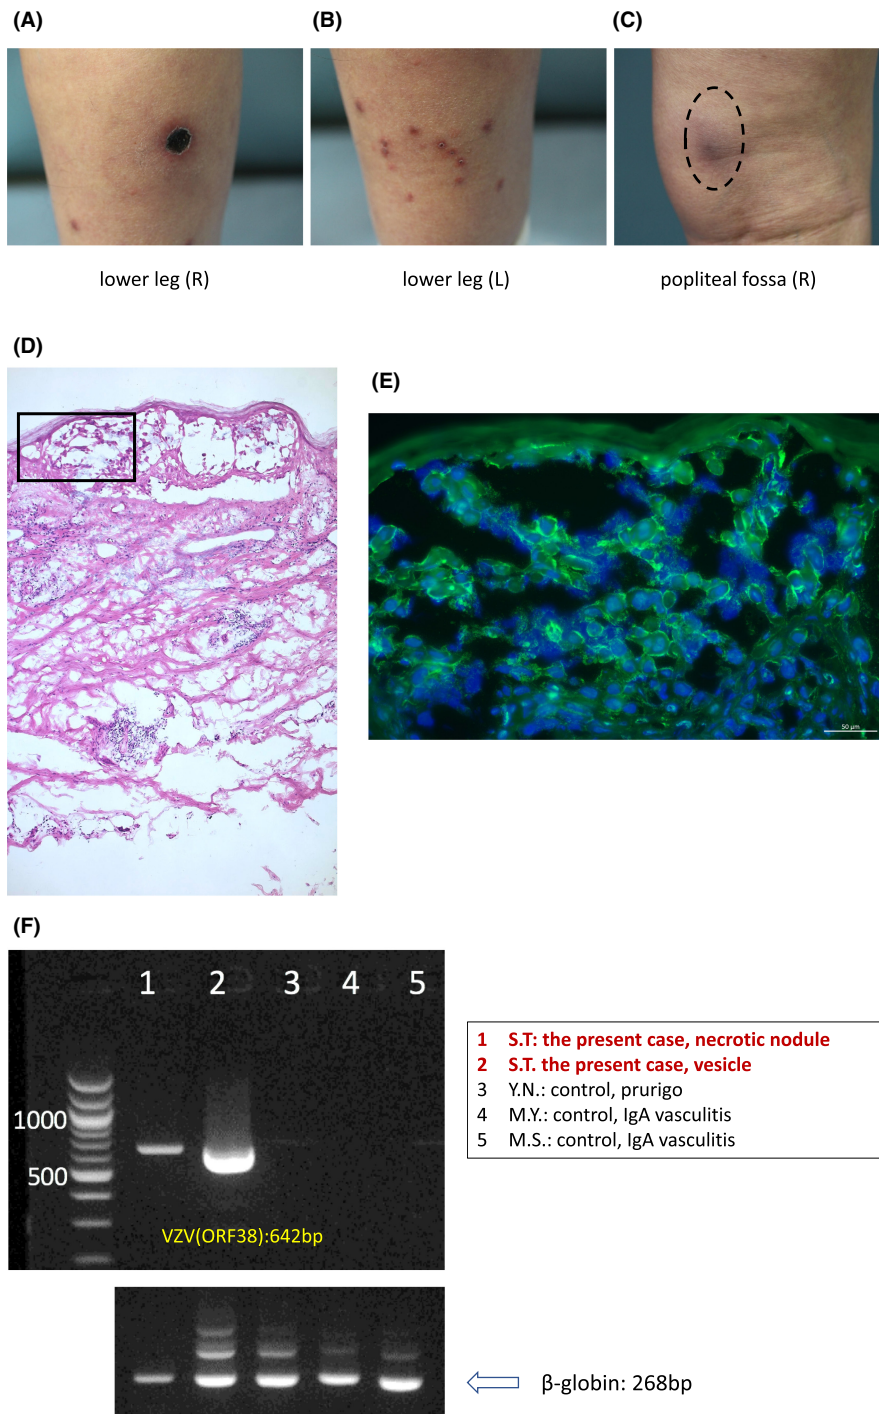 (A)
(B)
(C)
lower leg (R)
lower leg (L)
popliteal fossa (R)
(D)
(E)
50 µm
(F)
1 2 3 4 5
1000
500
VZV(ORF38):642bp
1 S.T: the present case, necrotic nodule
2 S.T. the present case, vesicle
3 Y.N.: control, prurigo
4 M.Y.: control, IgA vasculitis
5 M.S.: control, IgA vasculitis
β-globin: 268bp